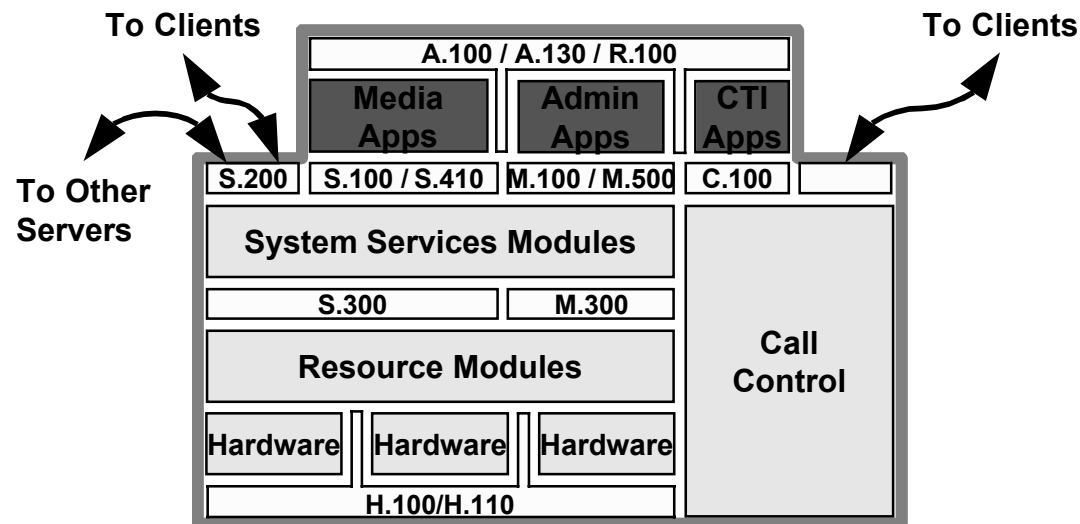 To Clients
To Clients
A.100 / A.130 / R.100
Media
Apps
Admin
Apps
CTI
Apps
To Other
Servers
S.200
S.100 / S.410
M.100 / M.500
C.100
System Services Modules
S.300
M.300
Resource Modules
Call
Control
Hardware
Hardware
Hardware
H.100/H.110